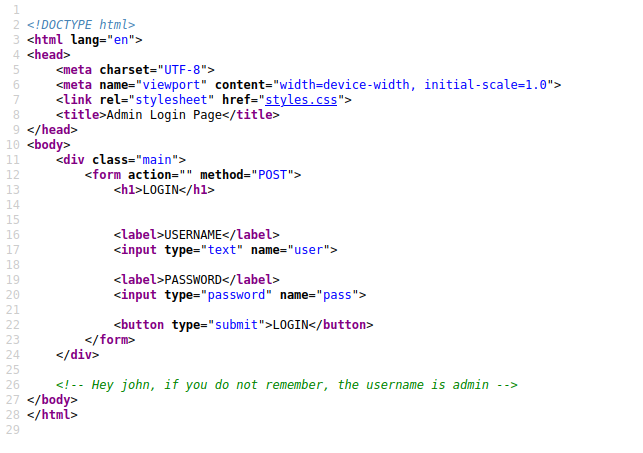 1
2 <!DOCTYPE html>
3 <html lang="en">
4 <head>
5     <meta charset="UTF-8">
6     <meta name="viewport" content="width=device-width, initial-scale=1.0">
7     <link rel="stylesheet" href="styles.css">
8     <title>Admin Login Page</title>
9 </head>
10 <body>
11     <div class="main">
12         <form action="" method="POST">
13             <h1>LOGIN</h1>
14
15
16             <label>USERNAME</label>
17             <input type="text" name="user">
18
19             <label>PASSWORD</label>
20             <input type="password" name="pass">
21
22             <button type="submit">LOGIN</button>
23         </form>
24     </div>
25
26     <!-- Hey john, if you do not remember, the username is admin -->
27 </body>
28 </html>
29